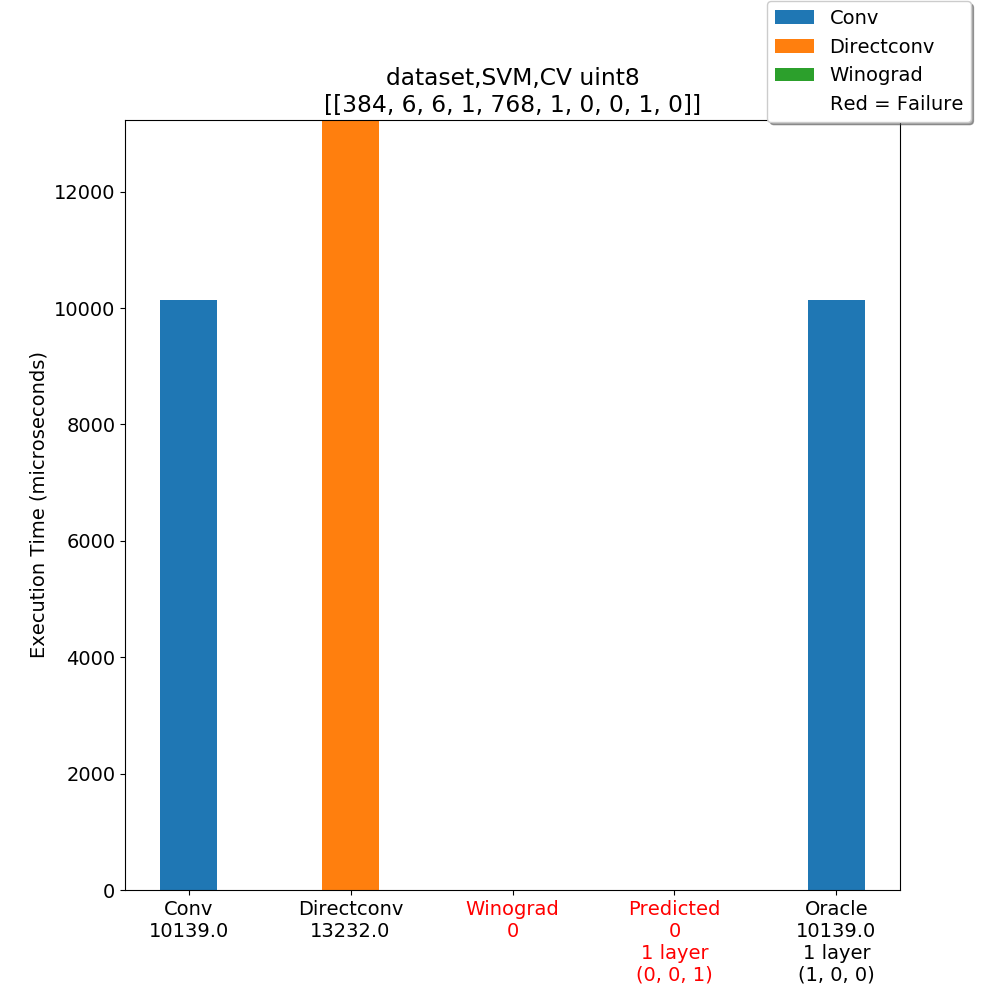 Conv
Directconv
Winograd
Red = Failure
dataset,SVM,CV uint8
[[384, 6, 6, 1, 768, 1, 0, 0, 1, 0]]
Execution Time (microseconds)
12000
10000
8000
6000
4000
2000
0
Conv
10139.0
Directconv
13232.0
Winograd
0
Predicted
0
1 layer
(0, 0, 1)
Oracle
10139.0
1 layer
(1, 0, 0)